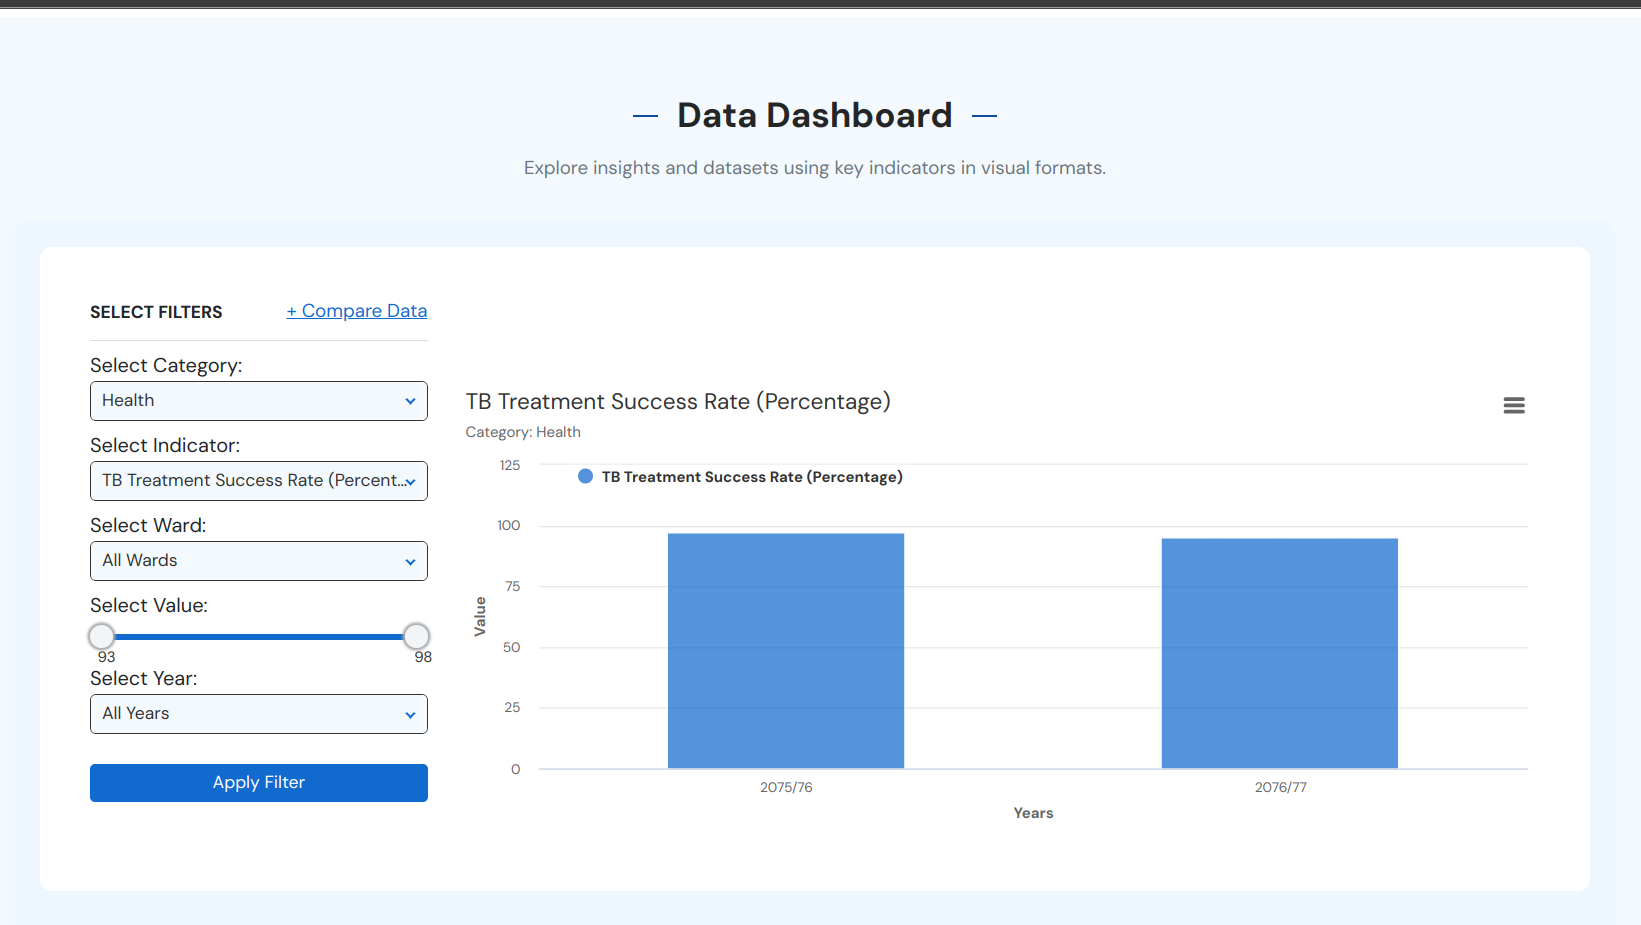 Data Dashboard
Explore insights and datasets using key indicators in visual formats.
SELECT FILTERS
+ Compare Data
Select Category:
Health
Select Indicator:
TB Treatment Success Rate (Percent...
Select Ward:
All Wards
Select Value:
93 98
Select Year:
All Years
Apply Filter
TB Treatment Success Rate (Percentage)
Category: Health
TB Treatment Success Rate (Percentage)
125
100
75
50
25
0
Value
2075/76 2076/77
Years